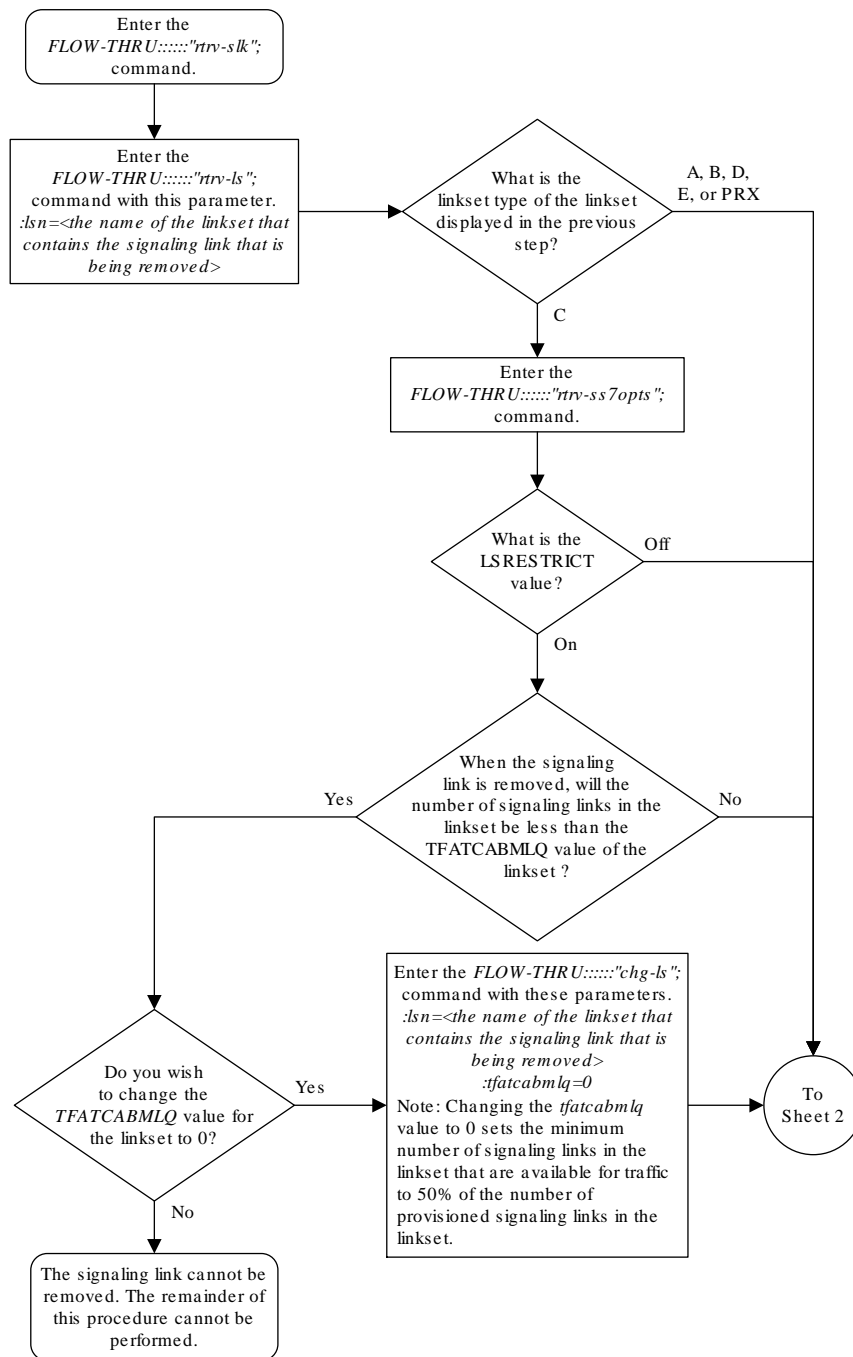 Enter the
FLOW-THRU::::::"rtrv-slk";
command.
Enter the
FLOW-THRU::::::"rtrv-ls";
command with this parameter.
:lsn=<the name of the linkset that
contains the signaling link that is
being removed>
What is the
linkset type of the linkset
displayed in the previous
step?
A, B, D,
E, or PRX
C
Enter the
FLOW-THRU::::::"rtrv-ss7opts";
command.
What is the
LSRESTRICT
value?
Off
On
When the signaling
link is removed, will the
number of signaling links in the
linkset be less than the
TFATCABMLQ value of the
linkset ?
Yes
No
Do you wish
to change the
TFATCABMLQ value for
the linkset to 0?
Yes
No
Enter the FLOW-THRU::::::"chg-ls";
command with these parameters.
:lsn=<the name of the linkset that
contains the signaling link that is
being removed>
:tfatcabmlq=0
Note: Changing the tfatcabmlq
value to 0 sets the minimum
number of signaling links in the
linkset that are available for traffic
to 50% of the number of
provisioned signaling links in the
linkset.
To
Sheet 2
The signaling link cannot be
removed. The remainder of
this procedure cannot be
performed.